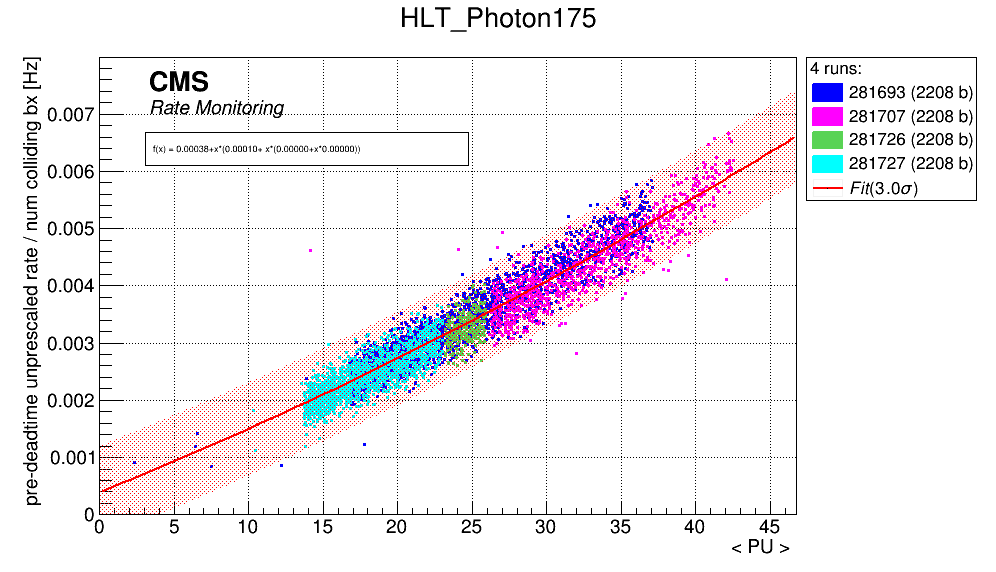 HLT_Photon175
CMS
Rate Monitoring
f(x) = 0.00038+x*(0.00010+ x*(0.00000+x*0.00000))
pre-deadtime unprescaled rate / num colliding bx [Hz]
0.007
0.006
0.005
0.004
0.003
0.002
0.001
0
0 5 10 15 20 25 30 35 40 45
< PU >
4 runs:
281693 (2208 b)
281707 (2208 b)
281726 (2208 b)
281727 (2208 b)
Fit(3.0σ)